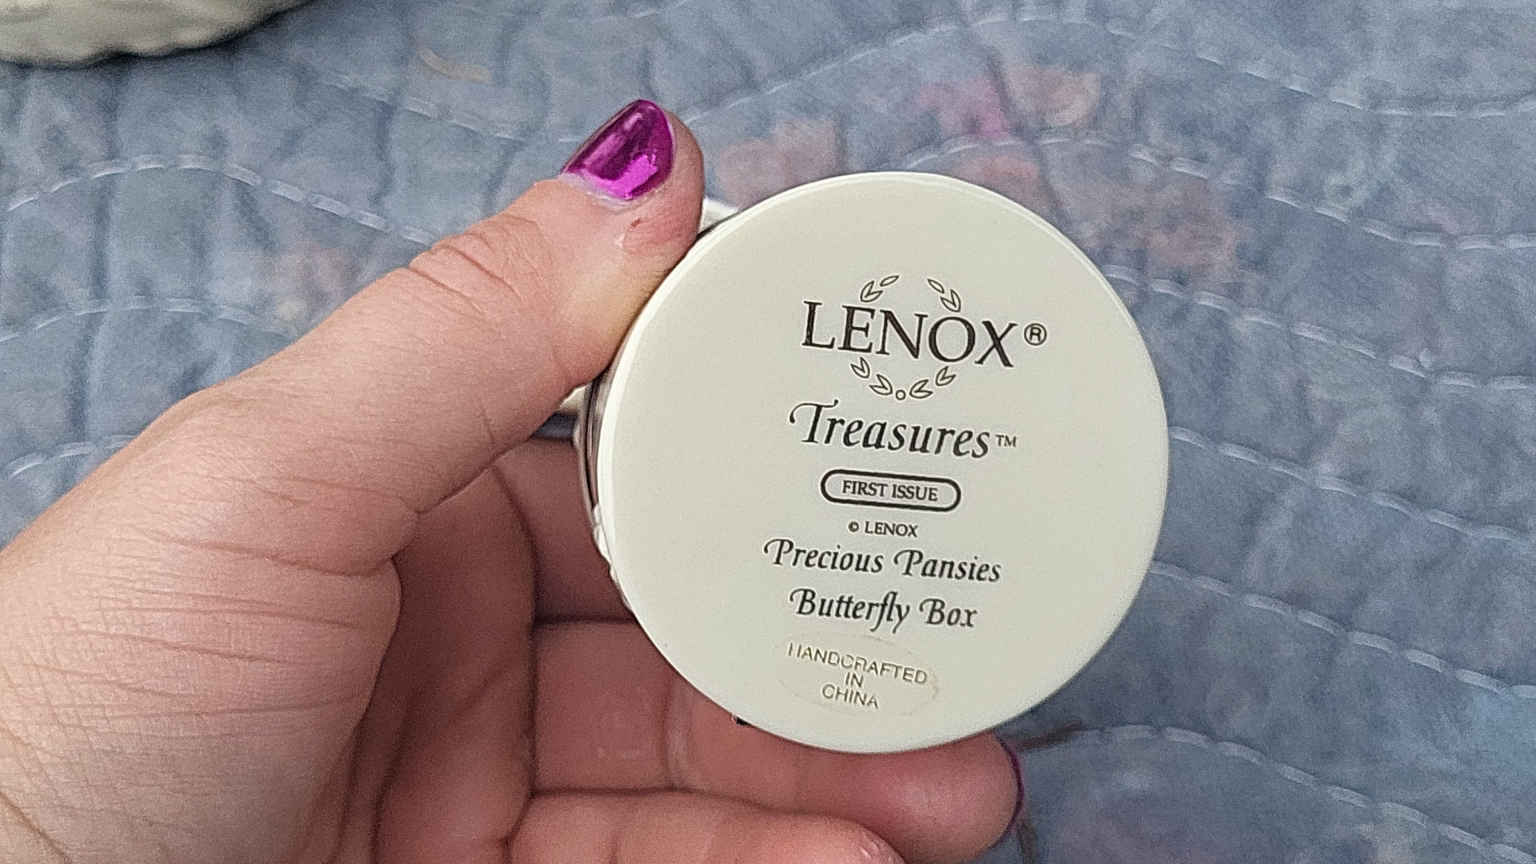 LENOX®
Treasures™
FIRST ISSUE
© LENOX
Precious Pansies
Butterfly Box
HANDCRAFTED
IN
CHINA